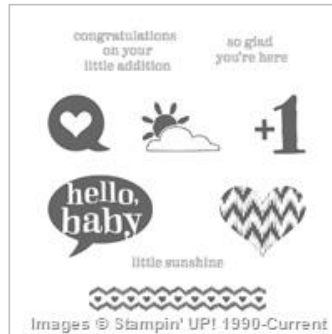 congratulations
on your
little addition
so glad
you're here
+1
hello,
baby
little sunshine
Images © Stampin' UP! 1990-Current